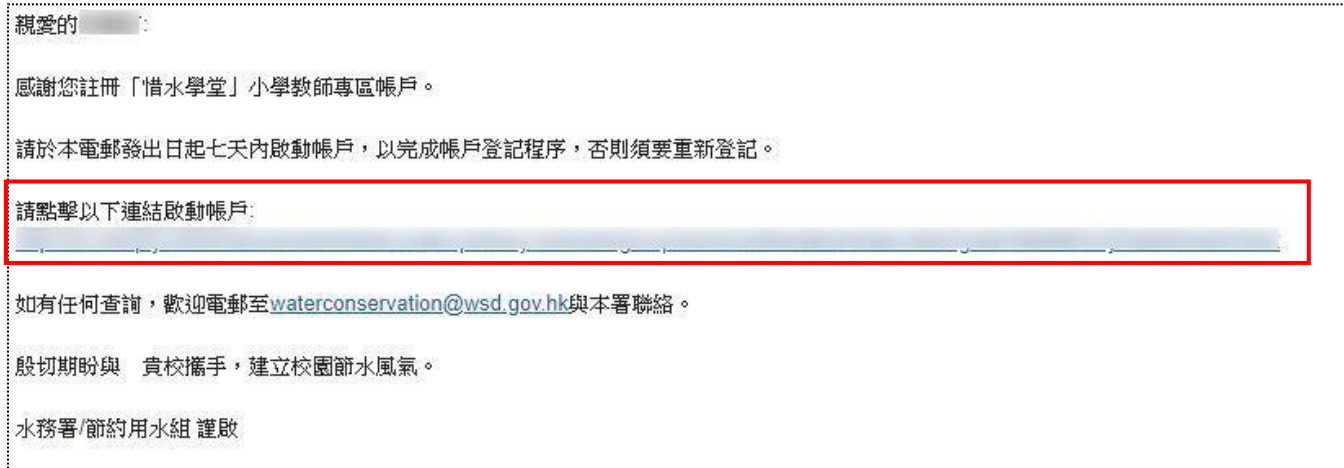 親愛的 :
感謝您註冊「惜水學堂」小學教師專區帳戶。
請於本電郵發出日起七天內啟動帳戶，以完成帳戶登記程序，否則須要重新登記。
請點擊以下連結啟動帳戶:
如有任何查詢，歡迎電郵至waterconservation@wsd.gov.hk與本署聯絡。
殷切期盼與　貴校攜手，建立校園節水風氣。
水務署/節約用水組 謹啟